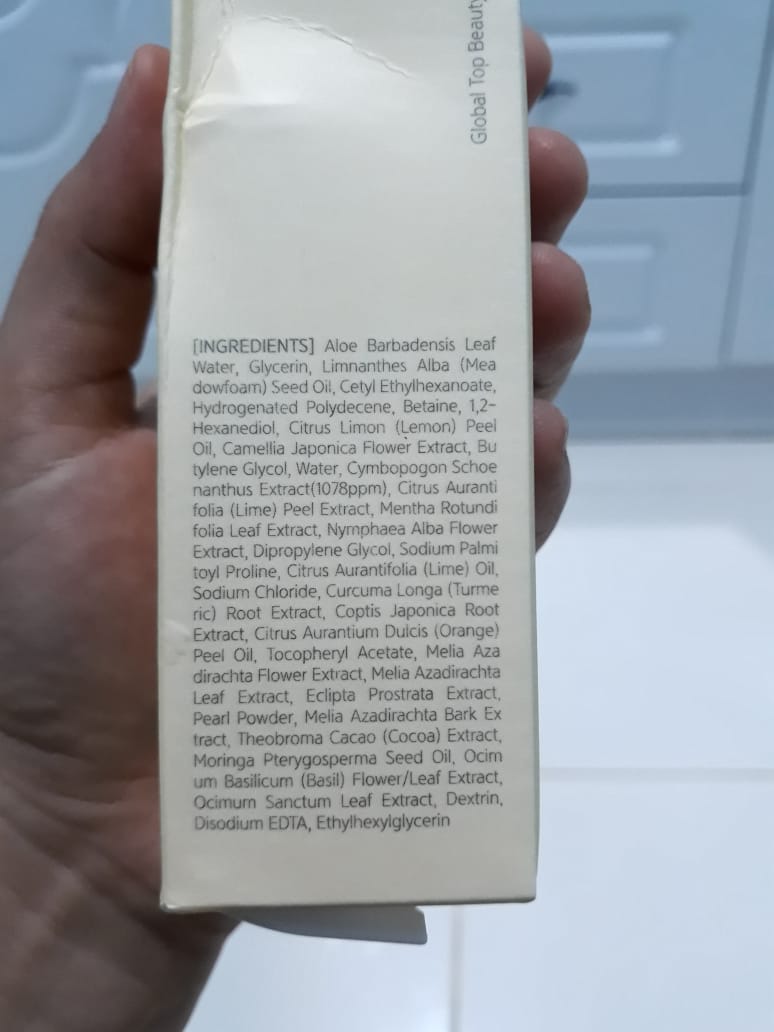 Global Top Beauty
[INGREDIENTS] Aloe Barbadensis Leaf
Water, Glycerin, Limnanthes Alba (Mea
dowfoam) Seed Oil, Cetyl Ethylhexanoate,
Hydrogenated Polydecene, Betaine, 1,2-
Hexanediol, Citrus Limon (Lemon) Peel
Oil, Camellia Japonica Flower Extract, Bu
tylene Glycol, Water, Cymbopogon Schoe
nanthus Extract(1078ppm), Citrus Auranti
folia (Lime) Peel Extract, Mentha Rotundi
folia Leaf Extract, Nymphaea Alba Flower
Extract, Dipropylene Glycol, Sodium Palmi
toyl Proline, Citrus Aurantifolia (Lime) Oil,
Sodium Chloride, Curcuma Longa (Turme
ric) Root Extract, Coptis Japonica Root
Extract, Citrus Aurantium Dulcis (Orange)
Peel Oil, Tocopheryl Acetate, Melia Aza
dirachta Flower Extract, Melia Azadirachta
Leaf Extract, Eclipta Prostrata Extract,
Pearl Powder, Melia Azadirachta Bark Ex
tract, Theobroma Cacao (Cocoa) Extract,
Moringa Pterygosperma Seed Oil, Ocim
um Basilicum (Basil) Flower/Leaf Extract,
Ocimum Sanctum Leaf Extract, Dextrin,
Disodium EDTA, Ethylhexylglycerin